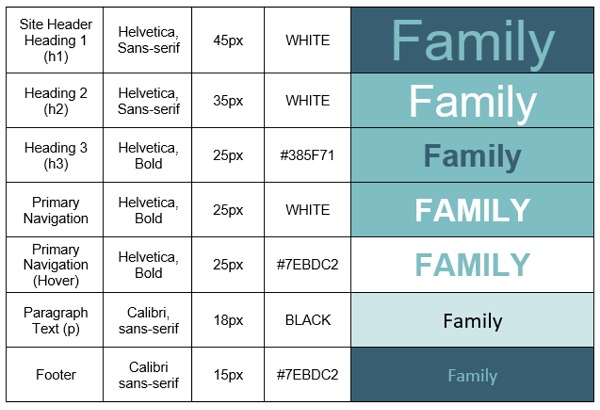 Site Header
Heading 1
(h1)
Helvetica,
Sans-serif
45px
WHITE
Family
Heading 2
(h2)
Helvetica,
Sans-serif
35px
WHITE
Family
Heading 3
(h3)
Helvetica,
Bold
25px
#385F71
Family
Primary
Navigation
Helvetica,
Bold
25px
WHITE
FAMILY
Primary
Navigation
(Hover)
Helvetica,
Bold
25px
#7EBDC2
FAMILY
Paragraph
Text (p)
Calibri,
sans-serif
18px
BLACK
Family
Footer
Calibri
sans-serif
15px
#7EBDC2
Family